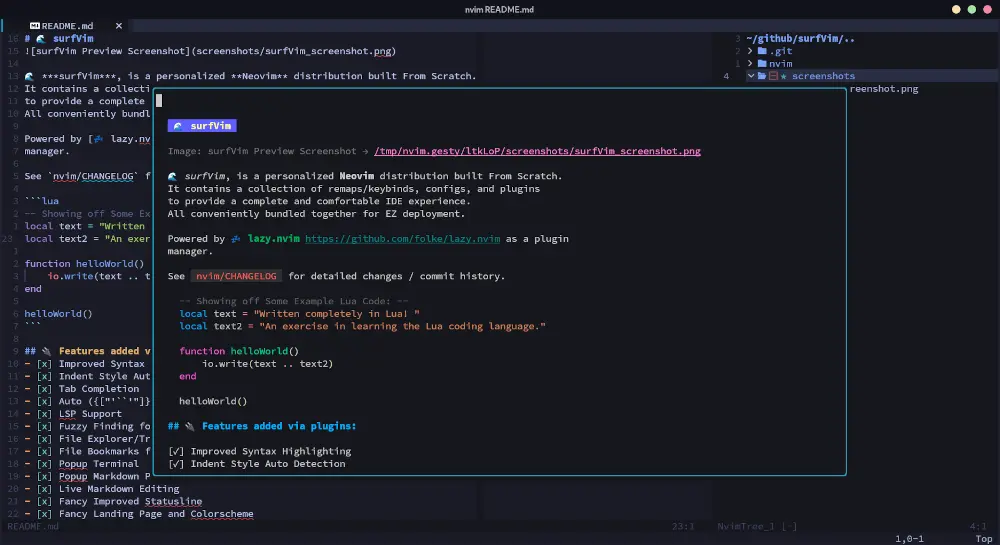 nvim README.md
README.md ✕
16 # 🌊 surfVim
15 ![surfVim Preview Screenshot](screenshots/surfVim_screenshot.png)
14
13 🌊 ***surfVim***, is a personalized **Neovim** distribution built From Scratch.
12 It contains a collecti
11 to provide a complete
10 All conveniently bundl
9
8 Powered by [💤 lazy.nv
7 manager.
6
5 See `nvim/CHANGELOG` f
4
3 ```lua
2 -- Showing off Some Ex
1 local text = "Written
23 local text2 = "An exer
1
2 function helloWorld()
3 io.write(text .. t
4 end
5
6 helloWorld()
7 ```
8
9 ## 🔌 Features added v
10 - [x] Improved Syntax
11 - [x] Indent Style Aut
12 - [x] Tab Completion
13 - [x] Auto ({["'``'"]}
14 - [x] LSP Support
15 - [x] Fuzzy Finding fo
16 - [x] File Explorer/Tr
17 - [x] File Bookmarks f
18 - [x] Popup Terminal
19 - [x] Popup Markdown P
20 - [x] Live Markdown Editing
21 - [x] Fancy Improved Statusline
22 - [x] Fancy Landing Page and Colorscheme
README.md 23:1
🌊 surfVim
Image: surfVim Preview Screenshot → /tmp/nvim.gesty/ltkLoP/screenshots/surfVim_screenshot.png
🌊 surfVim, is a personalized Neovim distribution built From Scratch.
It contains a collection of remaps/keybinds, configs, and plugins
to provide a complete and comfortable IDE experience.
All conveniently bundled together for EZ deployment.
Powered by 💤 lazy.nvim https://github.com/folke/lazy.nvim as a plugin
manager.
See nvim/CHANGELOG for detailed changes / commit history.
-- Showing off Some Example Lua Code: --
local text = "Written completely in Lua! "
local text2 = "An exercise in learning the Lua coding language."
function helloWorld()
io.write(text .. text2)
end
helloWorld()
## 🔌 Features added via plugins:
[✓] Improved Syntax Highlighting
[✓] Indent Style Auto Detection
3 ~/github/surfVim/..
2 > .git
1 > nvim
4 ★ screenshots
reenshot.png
NvimTree_1 [-] 4:1
1,0-1 Top